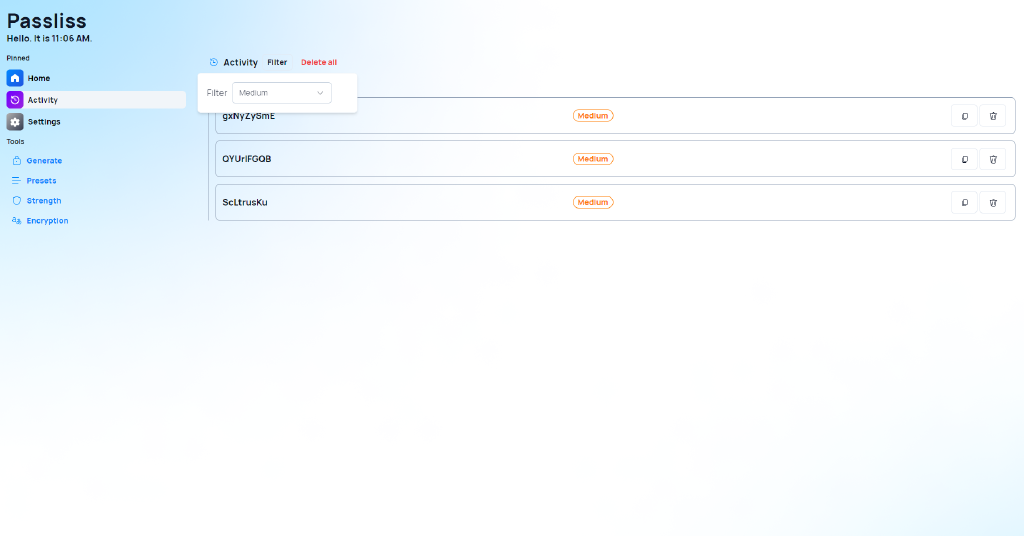 Passliss
Hello. It is 11:06 AM.
Pinned
Home
Activity
Settings
Tools
Generate
Presets
Strength
Encryption
Activity Filter Delete all
Filter Medium
gxNyZySmE Medium
QYUrIFGQB Medium
ScLtrusKu Medium